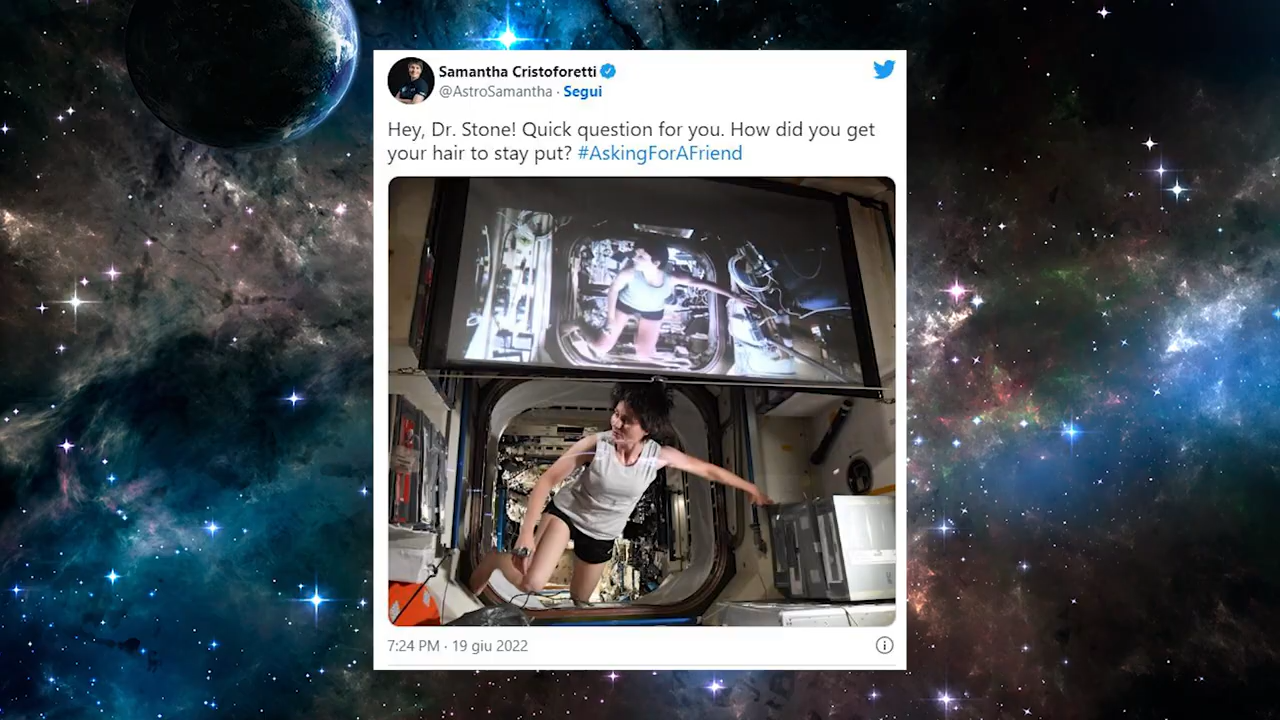 Samantha Cristoforetti
@AstroSamantha · Segui
Hey, Dr. Stone! Quick question for you. How did you get
your hair to stay put? #AskingForAFriend
7:24 PM · 19 giu 2022